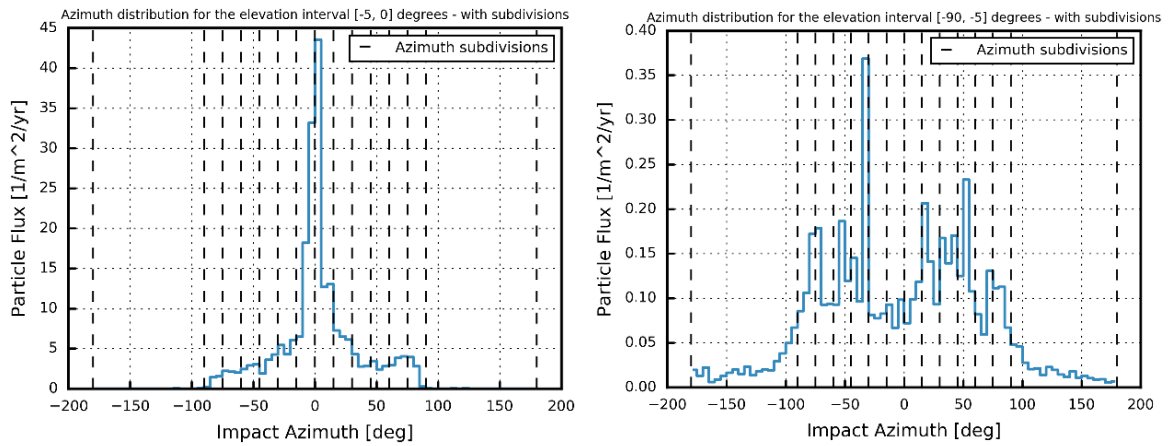 Azimuth distribution for the elevation interval [-5, 0] degrees - with subdivisions
45
40
35
30
25
20
15
10
5
0
Particle Flux [1/m^2/yr]
Azimuth subdivisions
−200 −150 −100 −50 0 50 100 150 200
Impact Azimuth [deg]
Azimuth distribution for the elevation interval [-90, -5] degrees - with subdivisions
0.40
0.35
0.30
0.25
0.20
0.15
0.10
0.05
0.00
Particle Flux [1/m^2/yr]
Azimuth subdivisions
−200 −150 −100 −50 0 50 100 150 200
Impact Azimuth [deg]